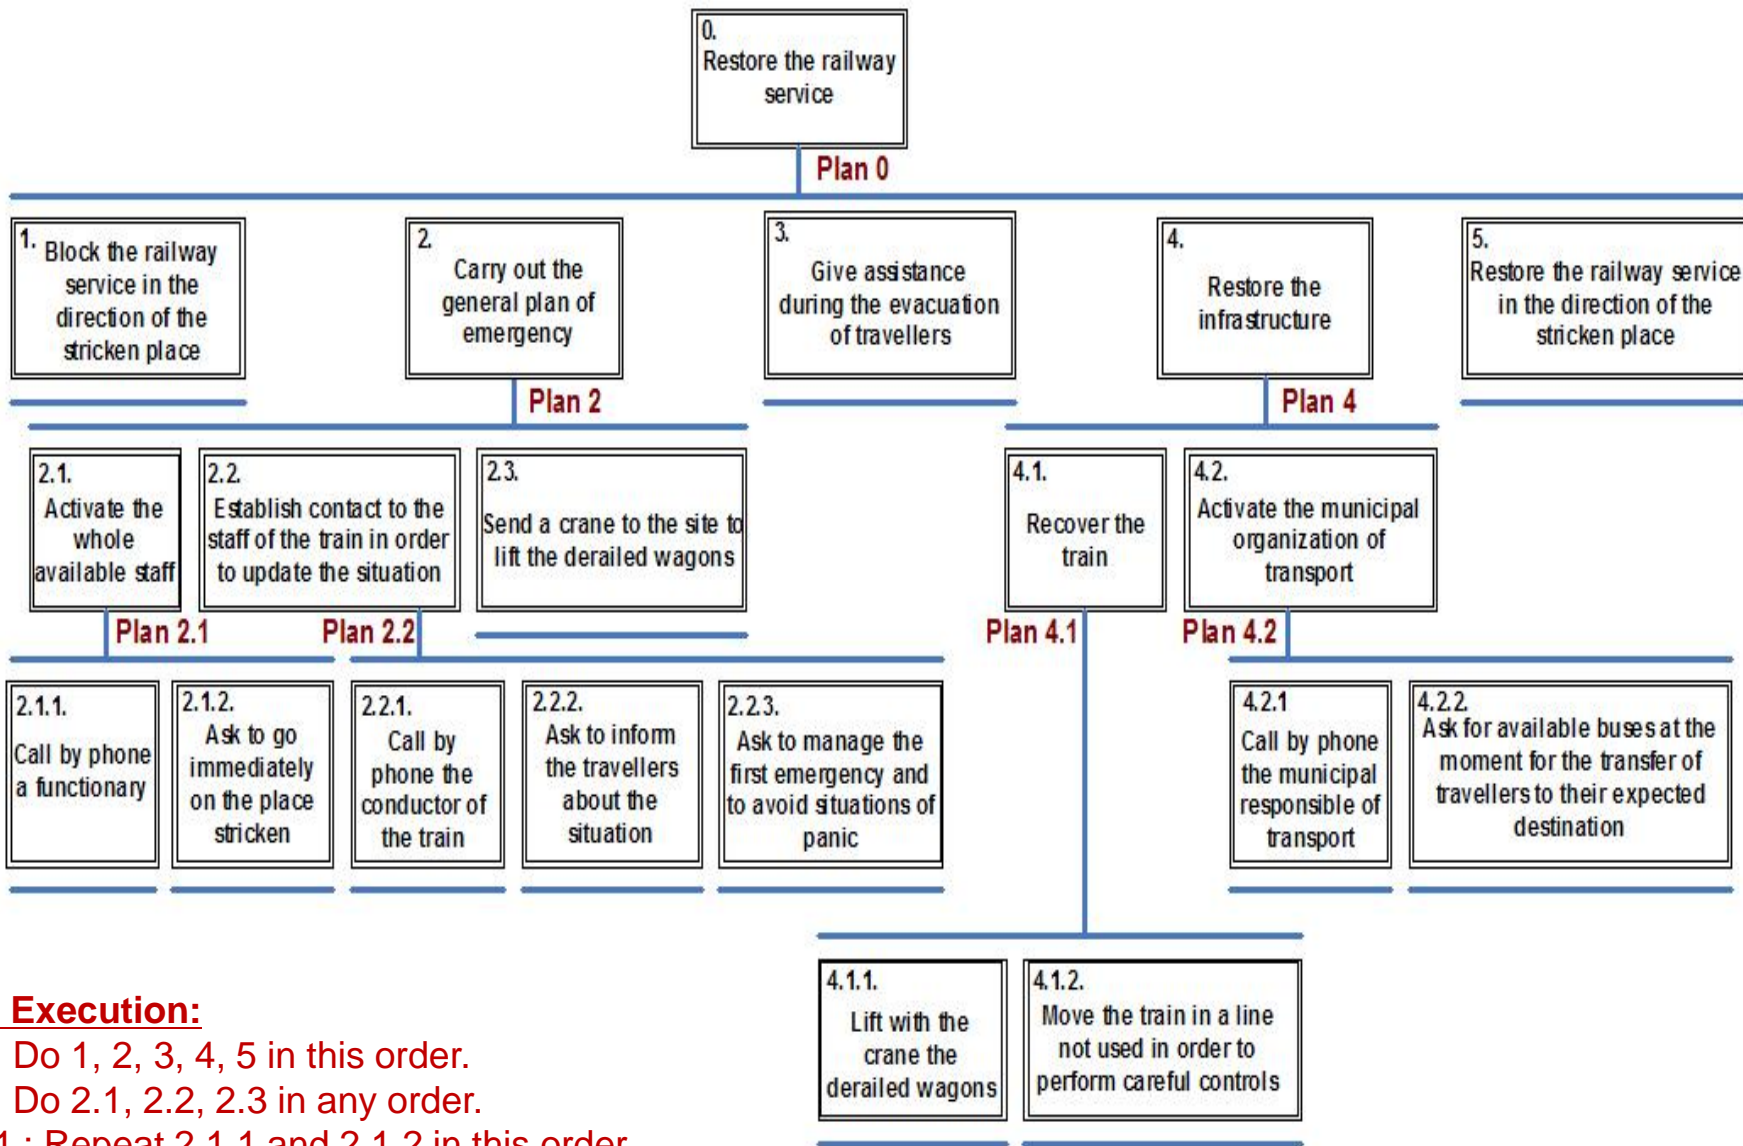 0.
Restore the railway
service
Plan 0
1. Block the railway
service in the
direction of the
stricken place
2.
Carry out the
general plan of
emergency
3.
Give assistance
during the evacuation
of travellers
4.
Restore the
infrastructure
5.
Restore the railway service
in the direction of the
stricken place
Plan 2
Plan 4
2.1.
Activate the
whole
available staff
2.2.
Establish contact to the
staff of the train in order
to update the situation
2.3.
Send a crane to the site to
lift the derailed wagons
4.1.
Recover the
train
4.2.
Activate the municipal
organization of
transport
Plan 2.1
Plan 2.2
Plan 4.1
Plan 4.2
2.1.1.
Call by phone
a functionary
2.1.2.
Ask to go
immediately
on the place
stricken
2.2.1.
Call by
phone the
conductor of
the train
2.2.2.
Ask to inform
the travellers
about the
situation
2.2.3.
Ask to manage the
first emergency and
to avoid situations of
panic
4.2.1
Call by phone
the municipal
responsible of
transport
4.2.2.
Ask for available buses at the
moment for the transfer of
travellers to their expected
destination
4.1.1.
Lift with the
crane the
derailed wagons
4.1.2.
Move the train in a line
not used in order to
perform careful controls
Execution:
Do 1, 2, 3, 4, 5 in this order.
Do 2.1, 2.2, 2.3 in any order.
1 : Repeat 2.1.1 and 2.1.2 in this order